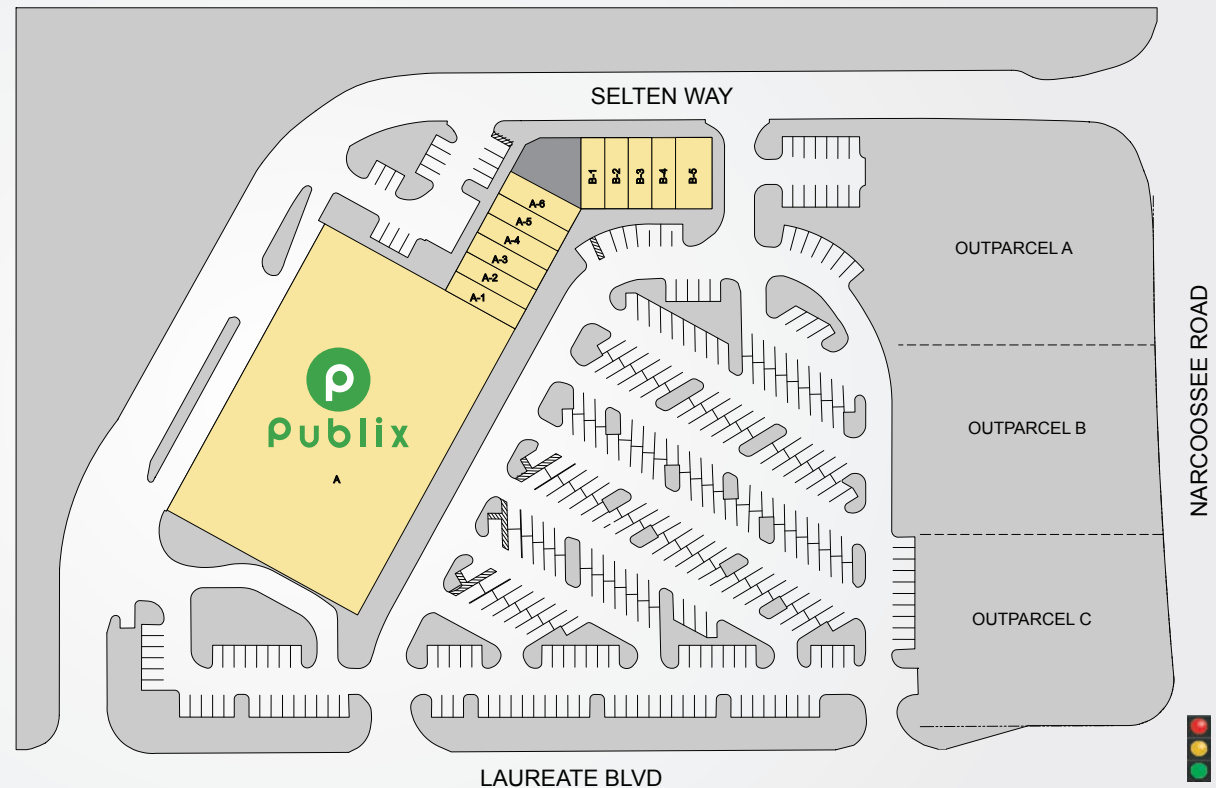 SELTEN WAY
B-1
B-2
B-3
B-4
B-5
A-6
A-5
A-4
A-3
A-2
A-1
OUTPARCEL A
NARCOOSSEE ROAD
p
Publix
A
OUTPARCEL B
OUTPARCEL C
LAUREATE BLVD